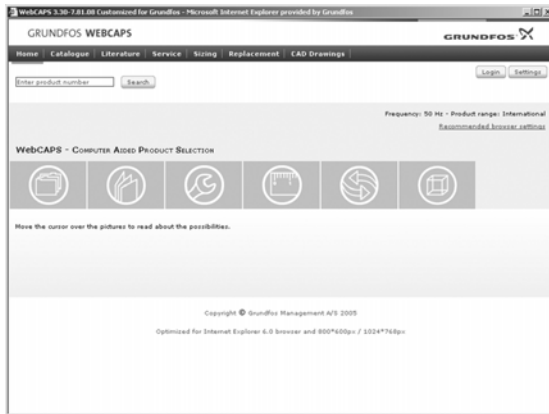 WebCAPS 3.30-7.01.00 Customized for Grundfos - Microsoft Internet Explorer provided by Grundfos
GRUNDFOS WEBCAPS
GRUNDFOS
Home Catalogue Literature Service Sizing Replacement CAD Drawings
Login Settings
Enter product number Search
Frequency: 50 Hz - Product range: International
Recommended browser settings
WebCAPS - Computer Aided Product Selection
Move the cursor over the pictures to read about the possibilities.
Copyright © Grundfos Management A/S 2005
Optimized for Internet Explorer 6.0 browser and 800*600px / 1024*768px